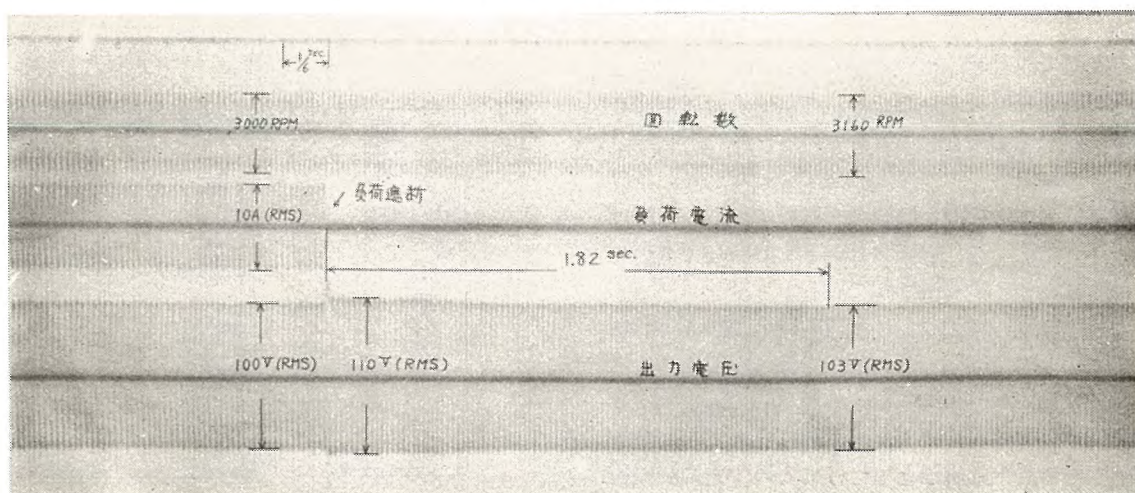 1/6 sec.
3000 RPM
回転数
3160 RPM
負荷遮断
10A (RMS)
負荷電流
1.82 sec.
100V (RMS)
110V (RMS)
出力電圧
103V (RMS)